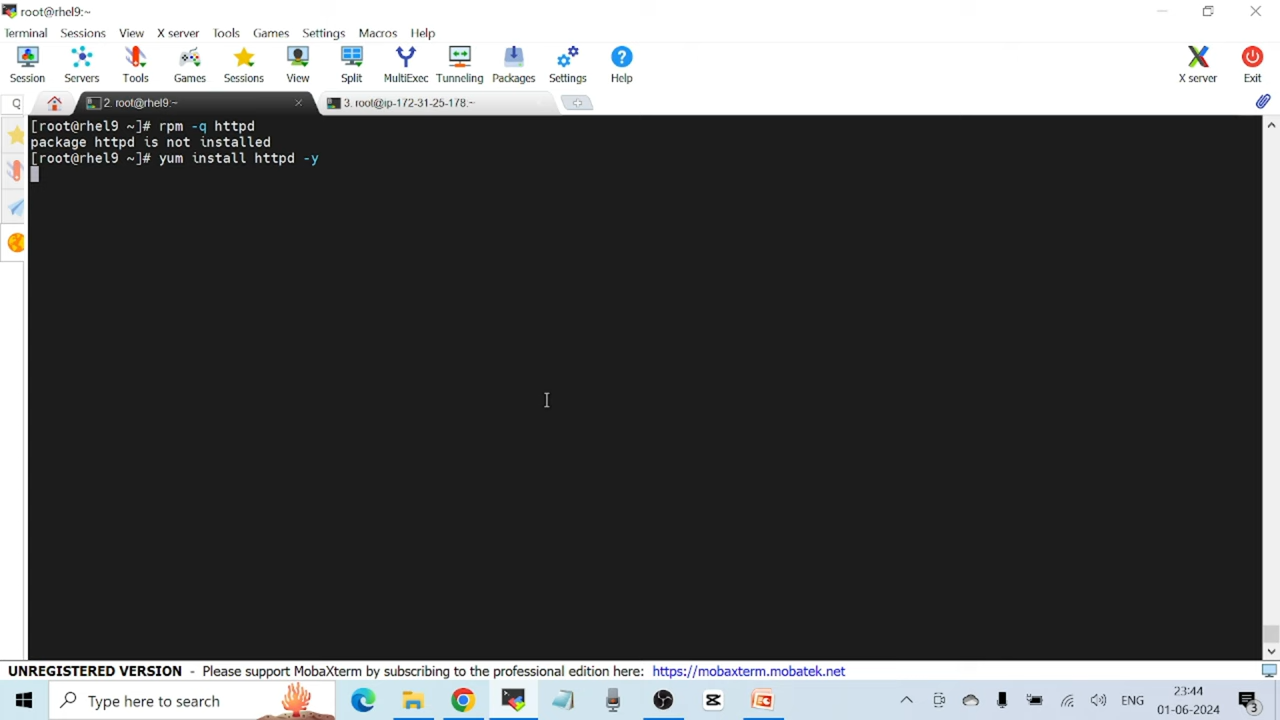 root@rhel9:~
Terminal Sessions View X server Tools Games Settings Macros Help
Session Servers Tools Games Sessions View Split MultiExec Tunneling Packages Settings Help X server Exit
2. root@rhel9:~ 3. root@ip-172-31-25-178:~
[root@rhel9 ~]# rpm -q httpd
package httpd is not installed
[root@rhel9 ~]# yum install httpd -y
UNREGISTERED VERSION - Please support MobaXterm by subscribing to the professional edition here: https://mobaxterm.mobatek.net
Type here to search
ENG
23:44
01-06-2024
3